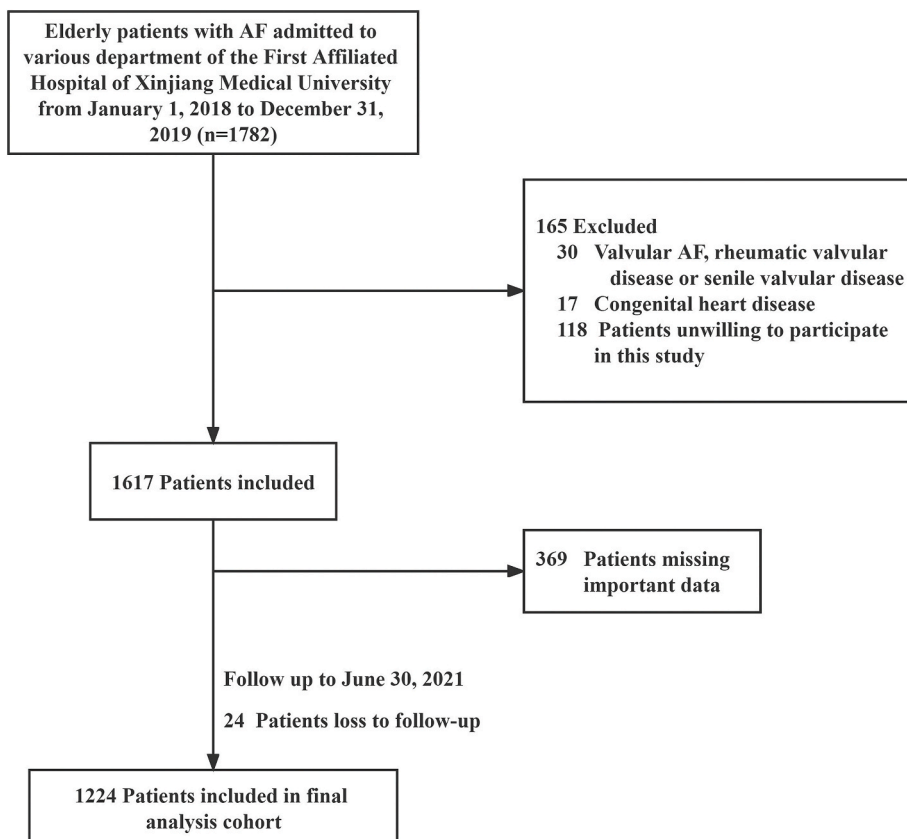 Elderly patients with AF admitted to
various department of the First Affiliated
Hospital of Xinjiang Medical University
from January 1, 2018 to December 31,
2019 (n=1782)
165 Excluded
30 Valvular AF, rheumatic valvular
disease or senile valvular disease
17 Congenital heart disease
118 Patients unwilling to participate
in this study
1617 Patients included
369 Patients missing
important data
Follow up to June 30, 2021
24 Patients loss to follow-up
1224 Patients included in final
analysis cohort